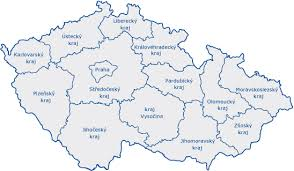 Liberecký
kraj
Ústecký
kraj
Karlovarský
kraj
Královéhradecký
kraj
Praha
Středočeský
kraj
Plzeňský
kraj
Pardubický
kraj
Moravskoslezský
kraj
Olomoucký
kraj
kraj
Vysočina
Jihočeský
kraj
Jihomoravský
kraj
Zlínský
kraj